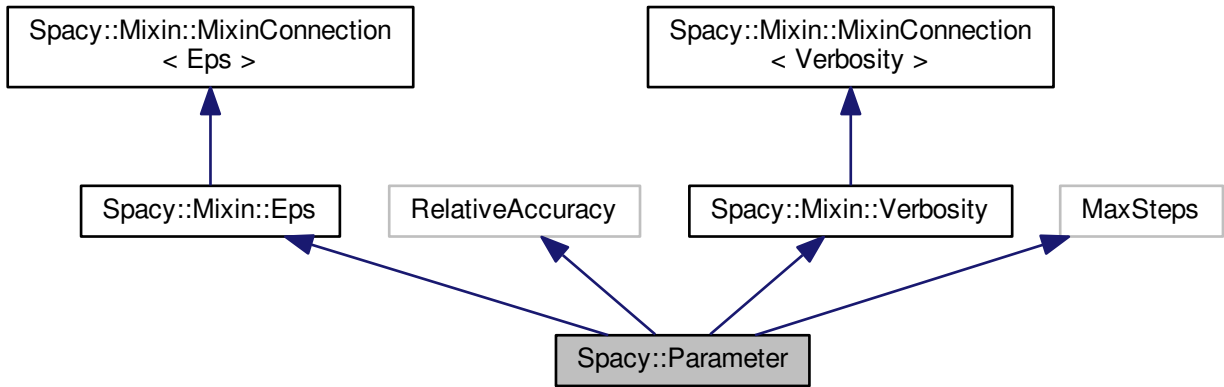 Spacy::Mixin::MixinConnection
< Eps >
Spacy::Mixin::MixinConnection
< Verbosity >
Spacy::Mixin::Eps
RelativeAccuracy
Spacy::Mixin::Verbosity
MaxSteps
Spacy::Parameter